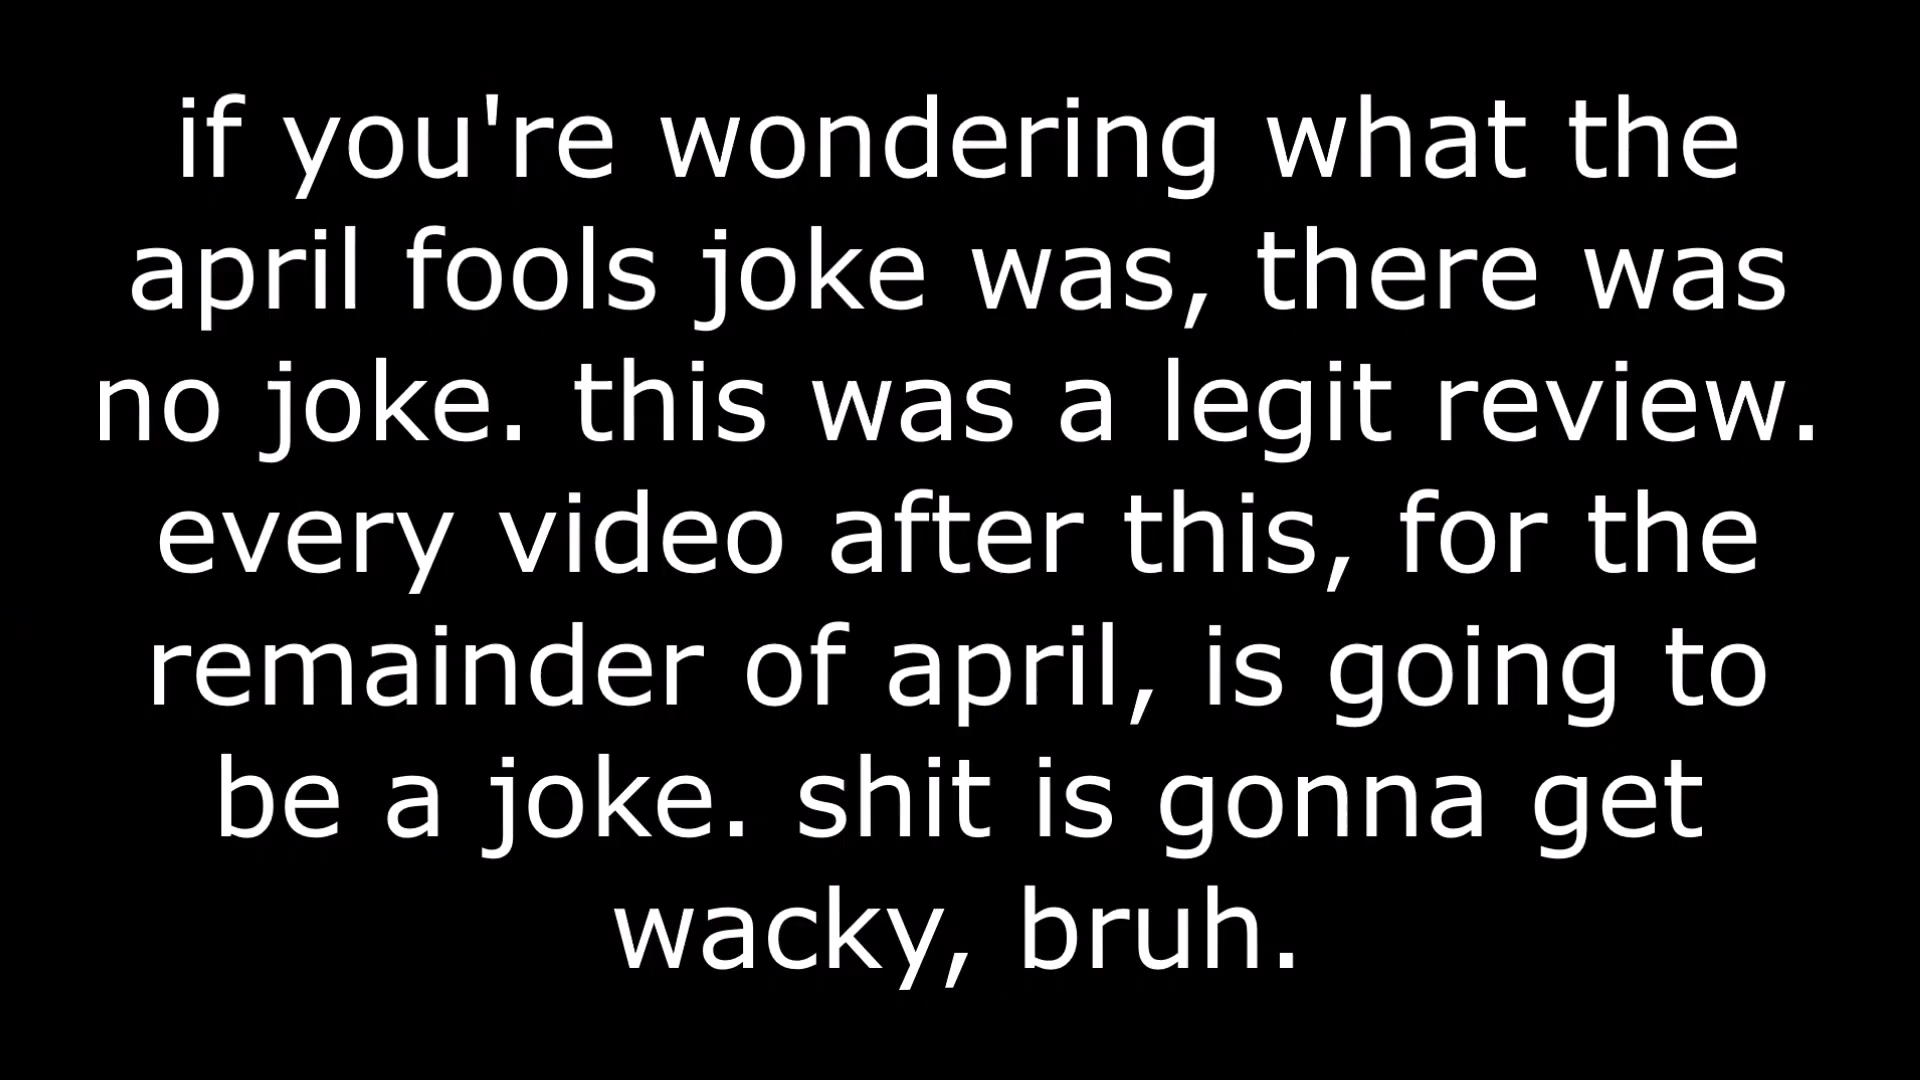 if you're wondering what the
april fools joke was, there was
no joke. this was a legit review.
every video after this, for the
remainder of april, is going to
be a joke. shit is gonna get
wacky, bruh.